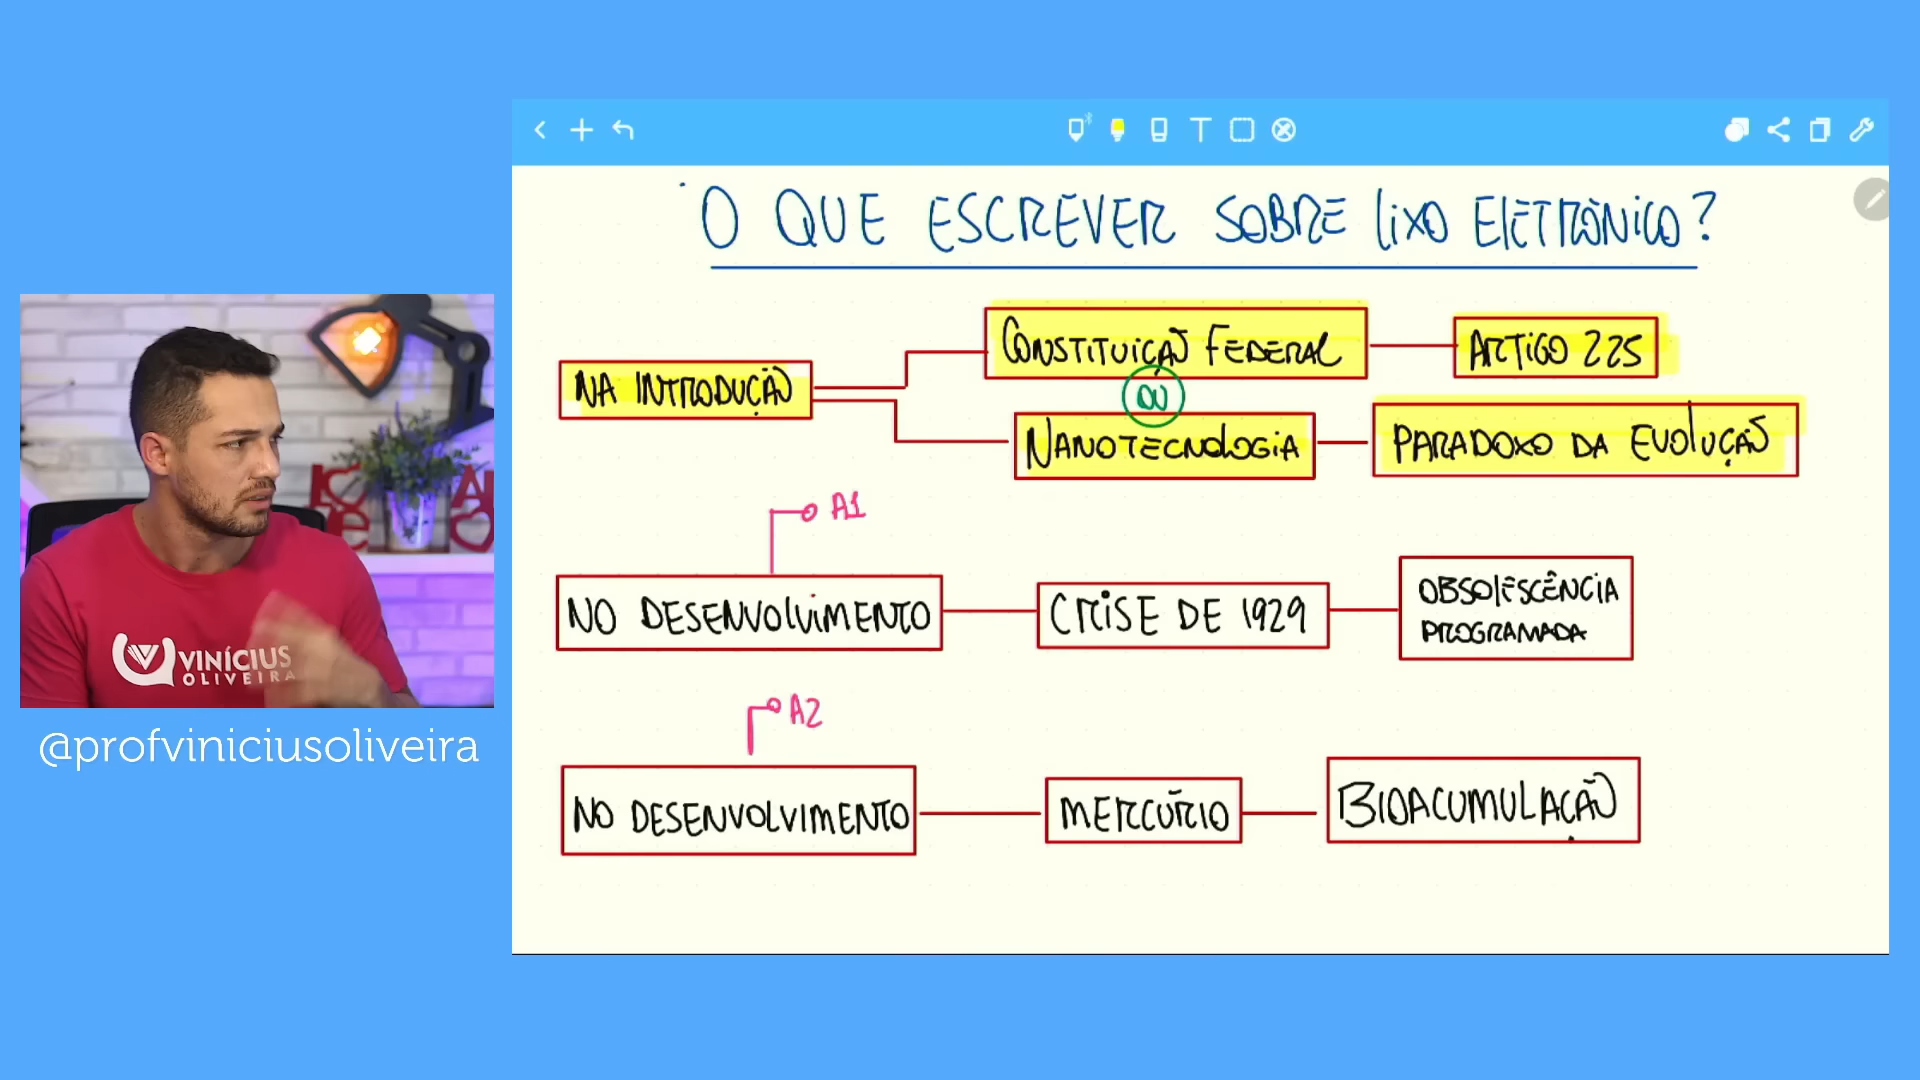 O QUE ESCREVER SOBRE LIXO ELETRÔNICO?
NA INTRODUÇÃO
CONSTITUIÇÃO FEDERAL
ARTIGO 225
OU
NANOTECNOLOGIA
PARADOXO DA EVOLUÇÃO
A1
NO DESENVOLVIMENTO
CRISE DE 1929
OBSOLESCÊNCIA
PROGRAMADA
A2
NO DESENVOLVIMENTO
MERCÚRIO
BIOACUMULAÇÃO
VINÍCIUS
OLIVEIRA
@profviniciusoliveira